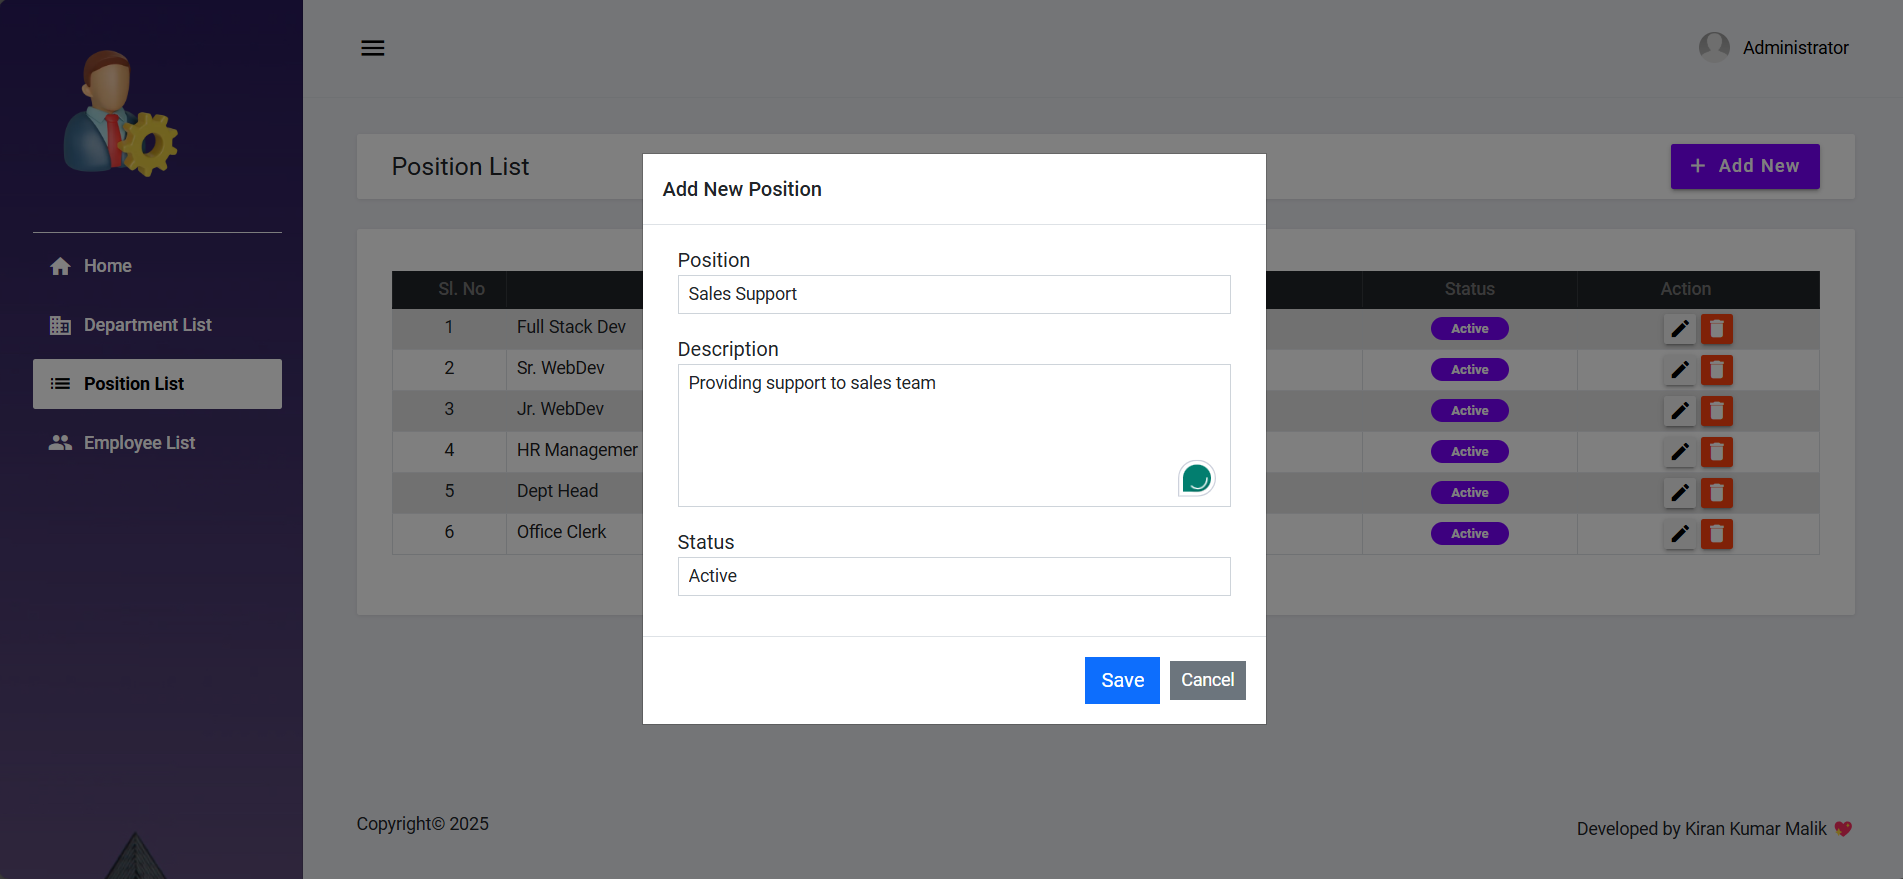 Administrator
Position List
+ Add New
Add New Position
Home
Department List
Position List
Employee List
Position
Sales Support
Description
Providing support to sales team
Status
Active
Save
Cancel
Sl. No
Status
Action
1
Full Stack Dev
Active
2
Sr. WebDev
Active
3
Jr. WebDev
Active
4
HR Managemer
Active
5
Dept Head
Active
6
Office Clerk
Active
Copyright© 2025
Developed by Kiran Kumar Malik 💖